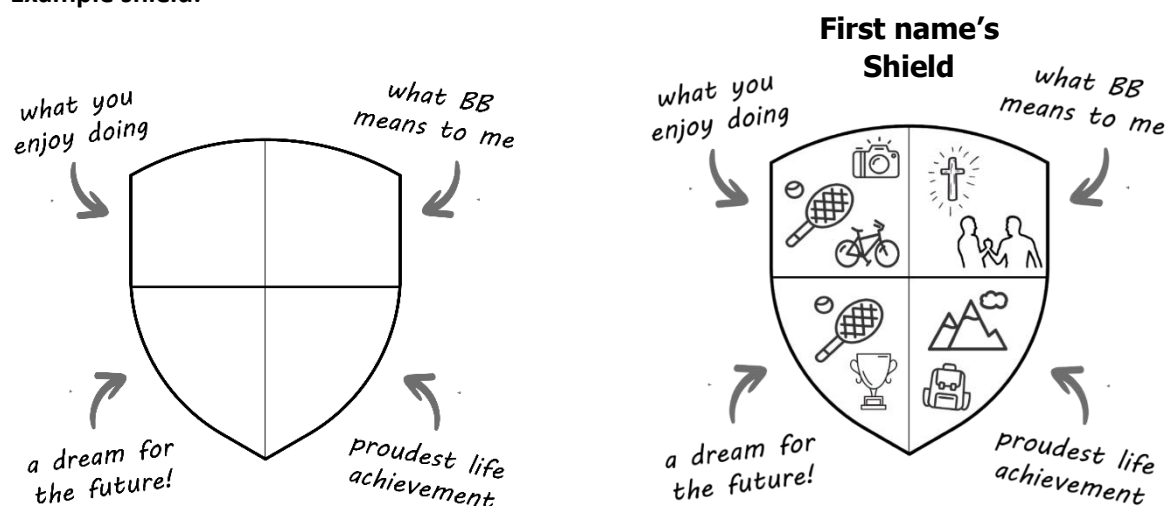 Example shield:
what you
enjoy doing
what BB
means to me
a dream for
the future!
proudest life
achievement
First name's
Shield
what you
enjoy doing
what BB
means to me
a dream for
the future!
proudest life
achievement